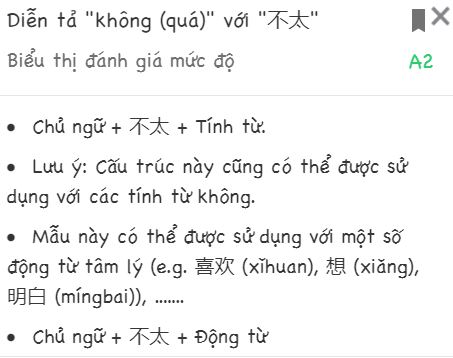 Diễn tả "không (quá)" với "不太"
Biểu thị đánh giá mức độ
A2
• Chủ ngữ + 不太 + Tính từ.
• Lưu ý: Cấu trúc này cũng có thể được sử
dụng với các tính từ không.
• Mẫu này có thể được sử dụng với một số
động từ tâm lý (e.g. 喜欢 (xǐhuan), 想 (xiǎng),
明白 (míngbai)), .......
• Chủ ngữ + 不太 + Động từ